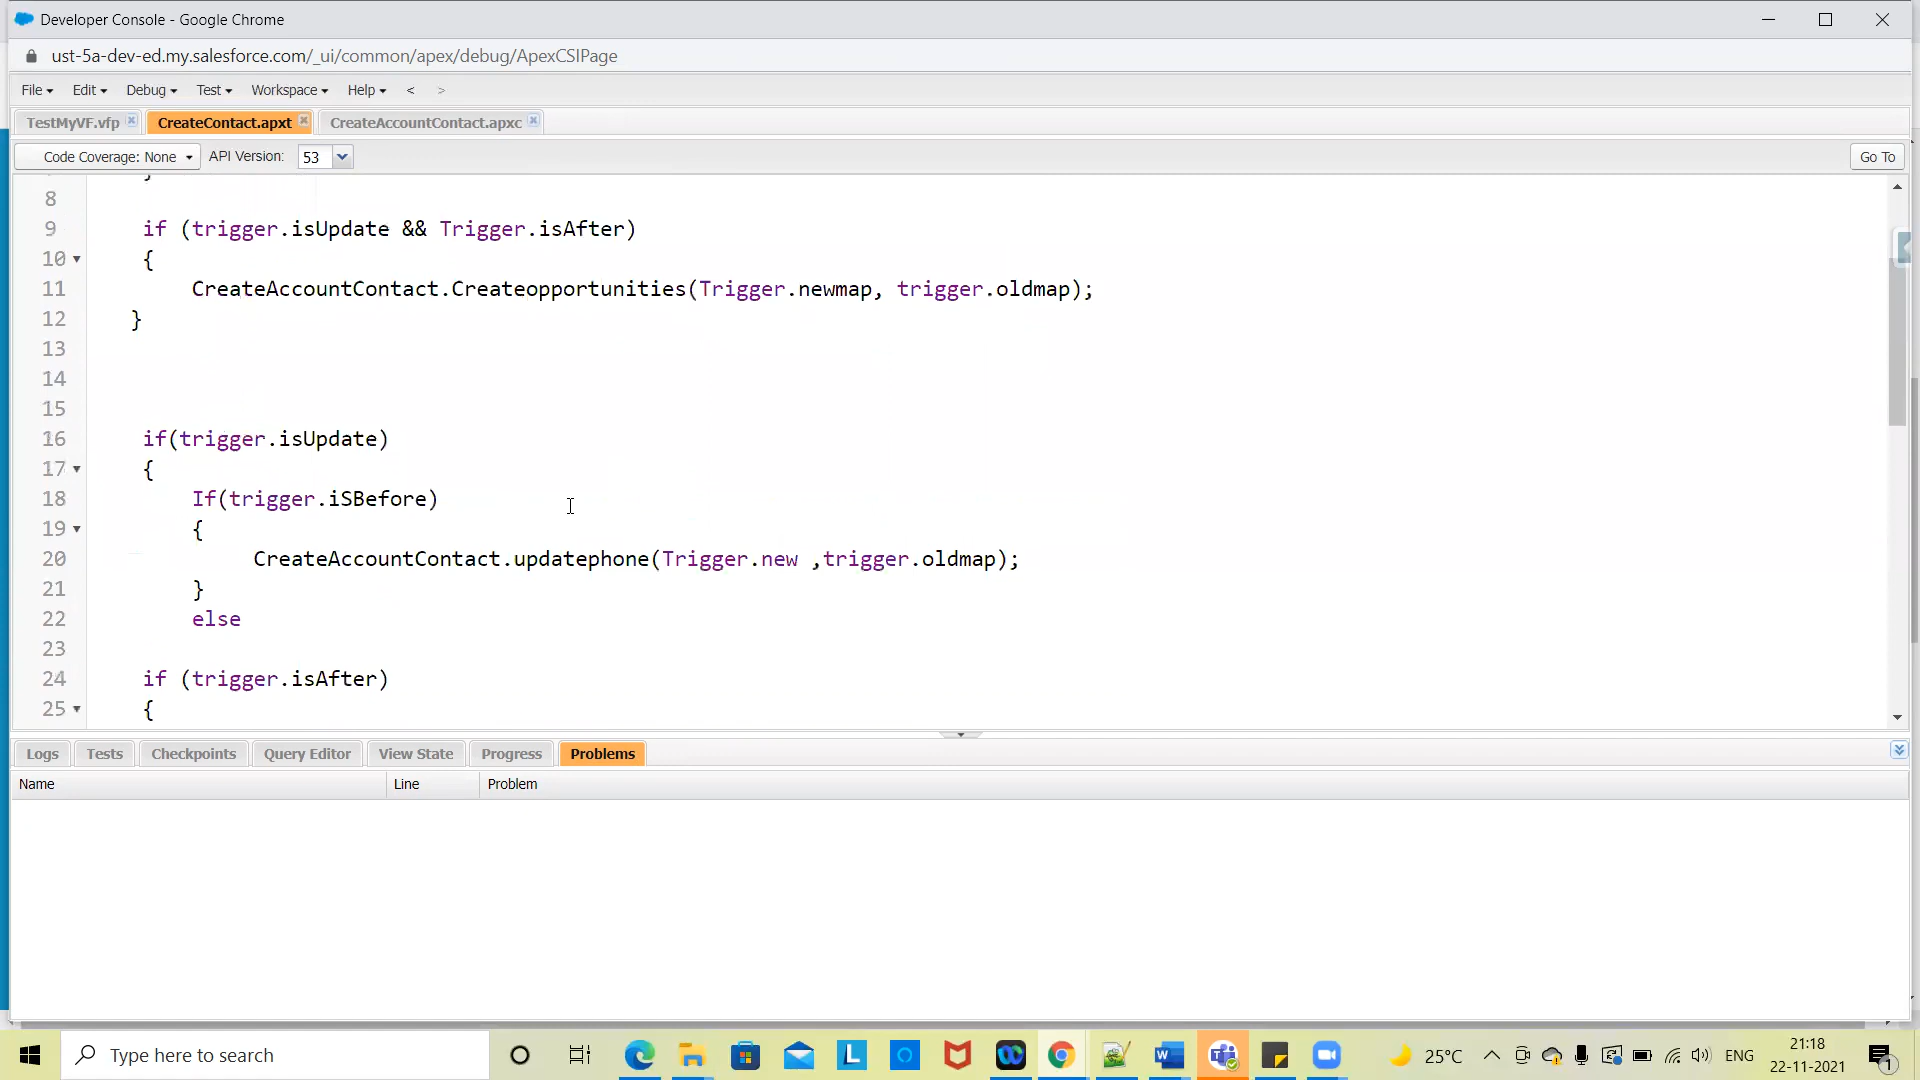 Developer Console - Google Chrome
ust-5a-dev-ed.my.salesforce.com/_ui/common/apex/debug/ApexCSIPage
File Edit Debug Test Workspace Help < >
TestMyVF.vfp CreateContact.apxt CreateAccountContact.apxc
Code Coverage: None API Version: 53 Go To
8
9 if (trigger.isUpdate && Trigger.isAfter)
10 {
11 CreateAccountContact.Createopportunities(Trigger.newmap, trigger.oldmap);
12 }
13
14
15
16 if(trigger.isUpdate)
17 {
18 If(trigger.iSBefore)
19 {
20 CreateAccountContact.updatephone(Trigger.new ,trigger.oldmap);
21 }
22 else
23
24 if (trigger.isAfter)
25 {
Logs Tests Checkpoints Query Editor View State Progress Problems
Name Line Problem
Type here to search
25°C ENG 21:18
22-11-2021
1